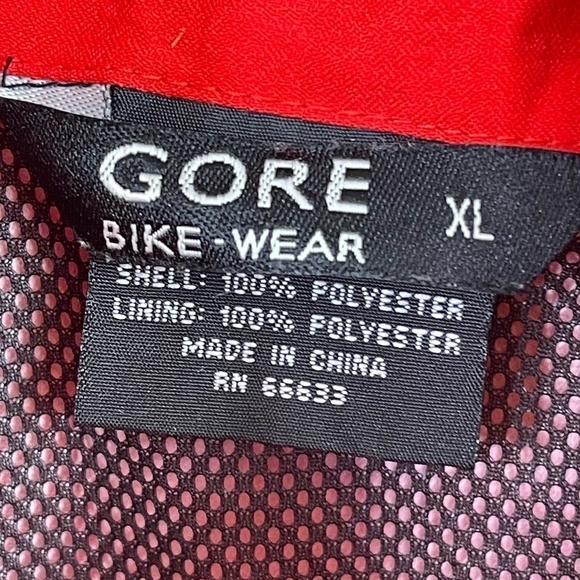 GORE
BIKE-WEAR
XL
SHELL: 100% POLYESTER
LINING: 100% POLYESTER
MADE IN CHINA
RN 66633